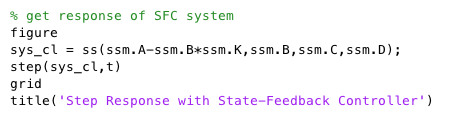 % get response of SFC system
figure
sys_cl = ss(ssm.A-ssm.B*ssm.K,ssm.B,ssm.C,ssm.D);
step(sys_cl,t)
grid
title('Step Response with State-Feedback Controller')